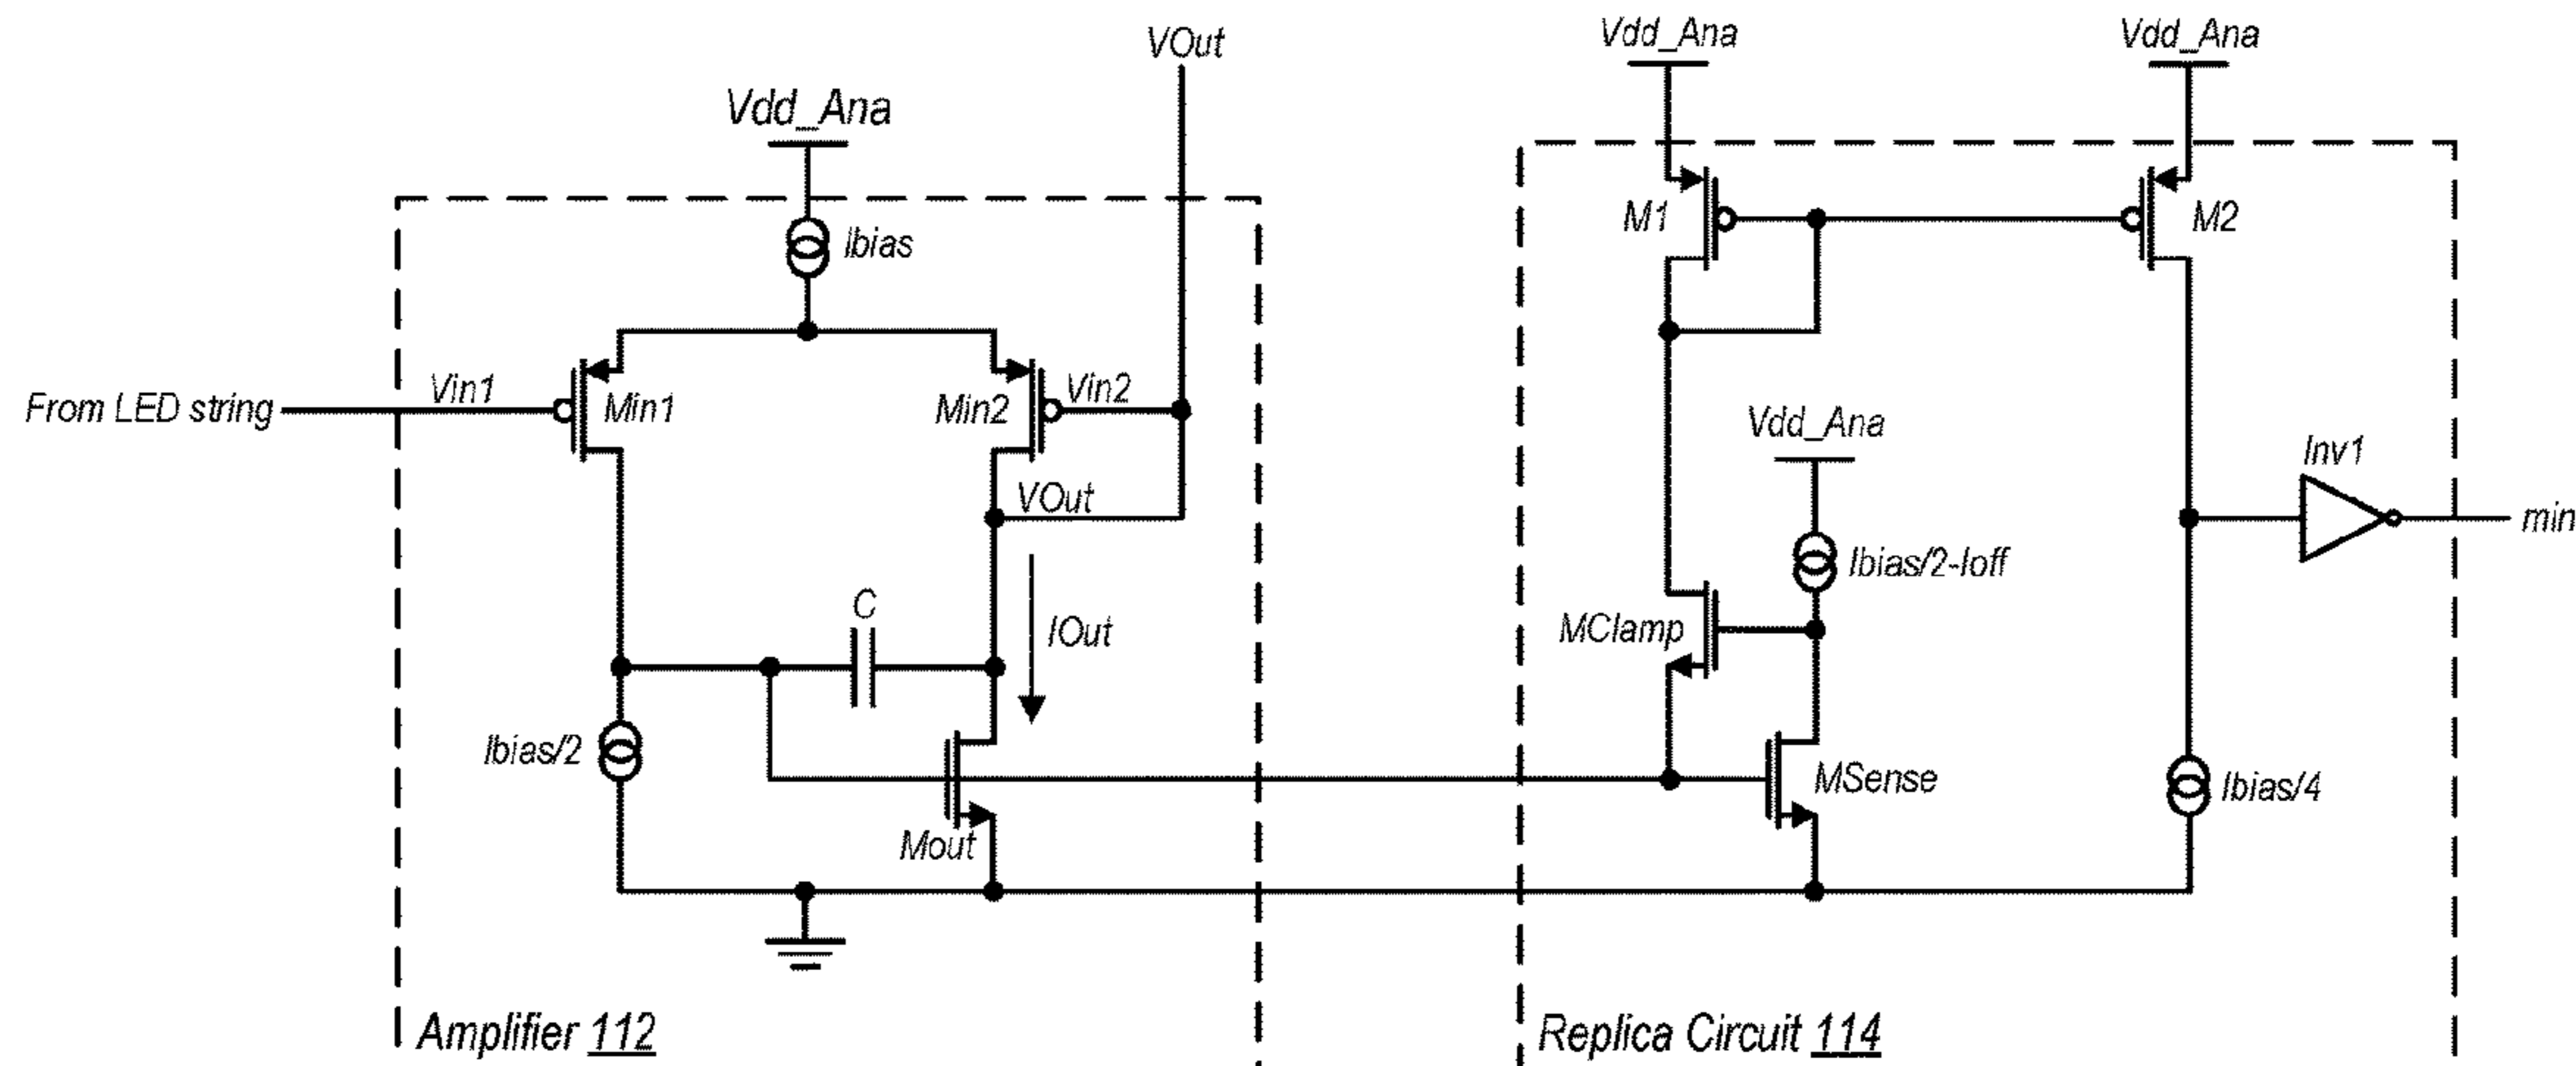 VOut
Vdd_Ana
Vdd_Ana
Vdd_Ana
Ibias
M1
M2
From LED string
Vin1
Min1
Min2
Vin2
VOut
Vdd_Ana
Inv1
min
Ibias/2-Ioff
C
IOut
MClamp
Ibias/2
MSense
Ibias/4
Mout
Amplifier 112
Replica Circuit 114